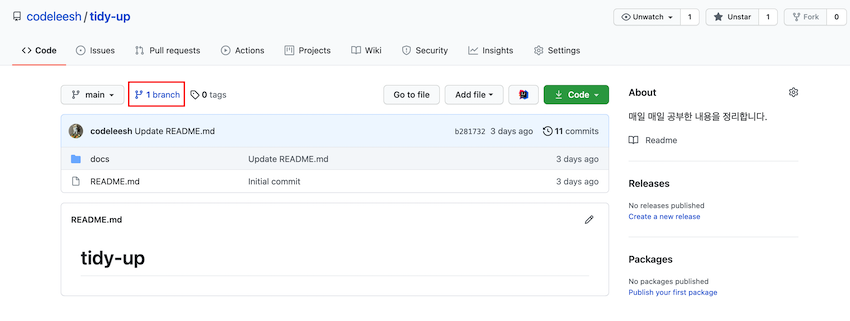 codeleesh / tidy-up
Unwatch 1 Unstar 1 Fork 0
Code Issues Pull requests Actions Projects Wiki Security Insights Settings
main 1 branch 0 tags Go to file Add file Code
codeleesh Update README.md b281732 3 days ago 11 commits
docs Update README.md 3 days ago
README.md Initial commit 3 days ago
README.md
tidy-up
About
매일 매일 공부한 내용을 정리합니다.
Readme
Releases
No releases published
Create a new release
Packages
No packages published
Publish your first package